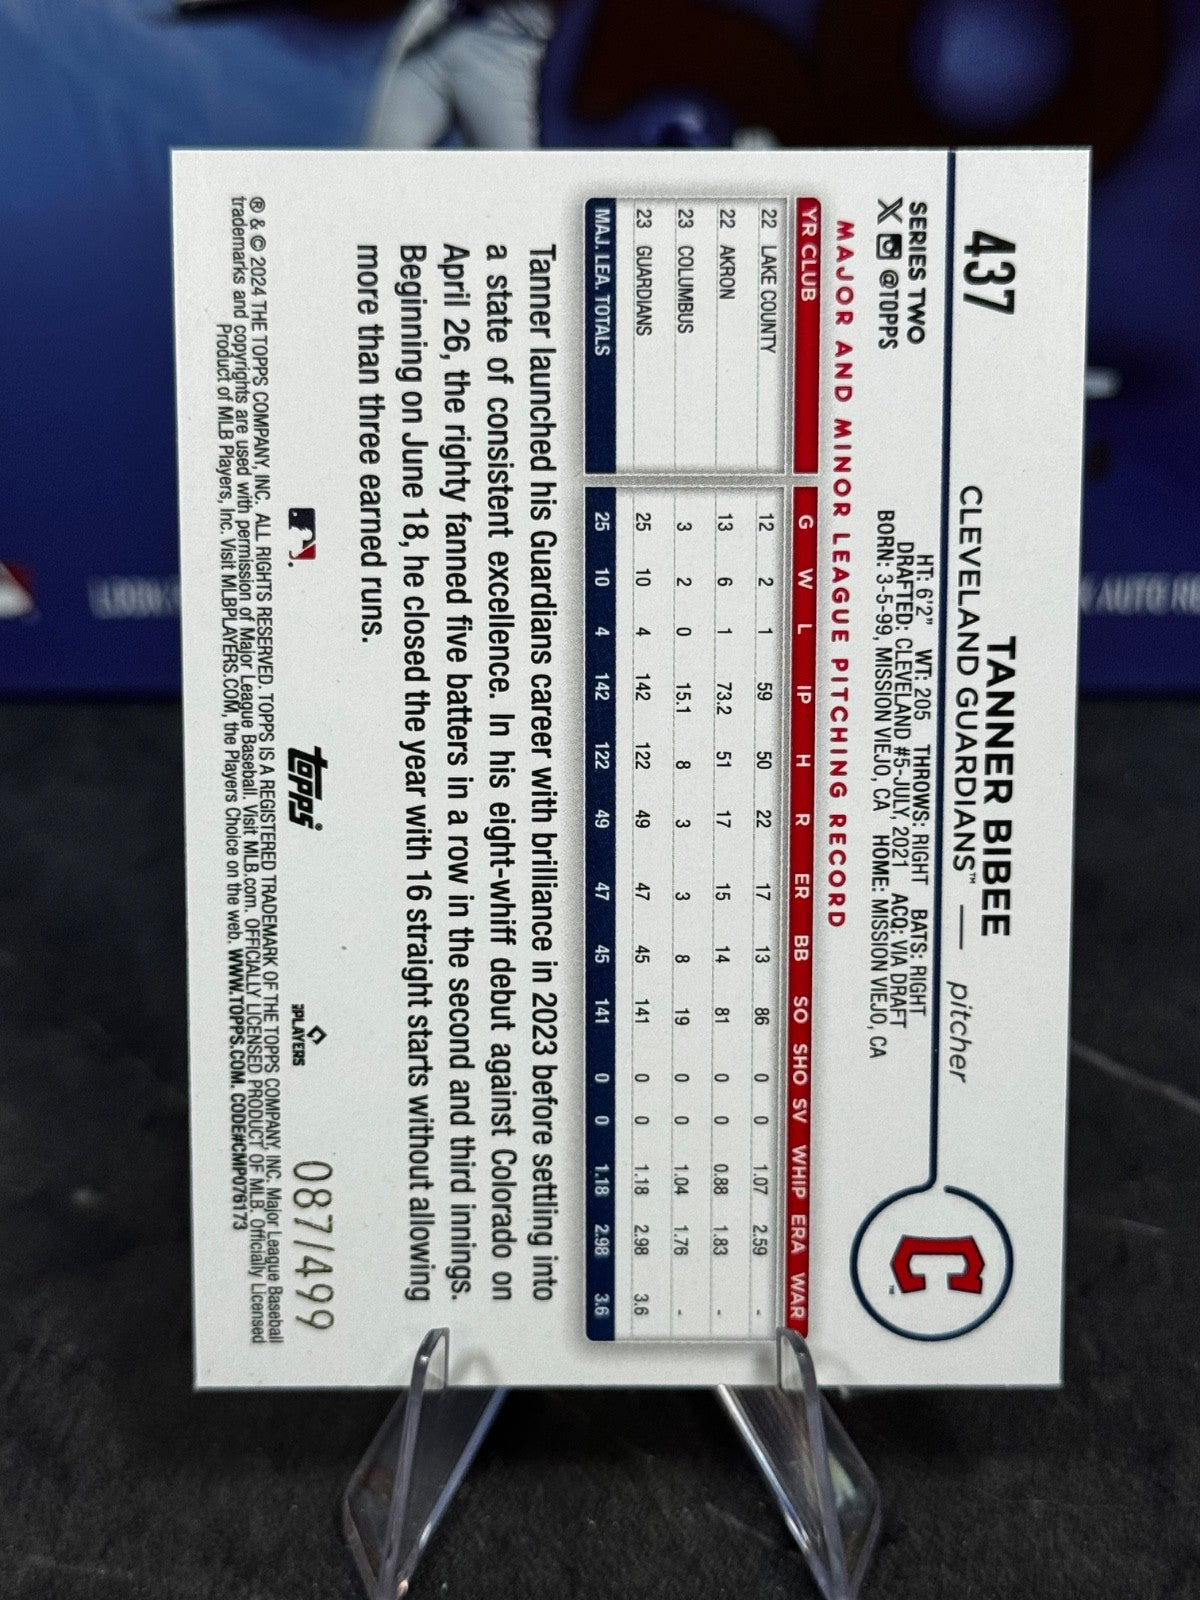 437
TANNER BIBEE
CLEVELAND GUARDIANS™ — pitcher
C™
SERIES TWO
X @TOPPS
HT: 6'2" WT: 205 THROWS: RIGHT BATS: RIGHT
DRAFTED: CLEVELAND #5-JULY, 2021 ACQ: VIA DRAFT
BORN: 3-5-99, MISSION VIEJO, CA HOME: MISSION VIEJO, CA
MAJOR AND MINOR LEAGUE PITCHING RECORD
YR CLUB G W L IP H R ER BB SO SHO SV WHIP ERA WAR
22 LAKE COUNTY 12 2 1 59 50 22 17 13 86 0 0 1.07 2.59 -
22 AKRON 13 6 1 73.2 51 17 15 14 81 0 0 0.88 1.83 -
23 COLUMBUS 3 2 0 15.1 8 3 3 8 19 0 0 1.04 1.76 -
23 GUARDIANS 25 10 4 142 122 49 47 45 141 0 0 1.18 2.98 3.6
MAJ. LEA. TOTALS 25 10 4 142 122 49 47 45 141 0 0 1.18 2.98 3.6
Tanner launched his Guardians career with brilliance in 2023 before settling into
a state of consistent excellence. In his eight-whiff debut against Colorado on
April 26, the righty fanned five batters in a row in the second and third innings.
Beginning on June 18, he closed the year with 16 straight starts without allowing
more than three earned runs.
topps®
PLAYERS
087/499
® & © 2024 THE TOPPS COMPANY, INC. ALL RIGHTS RESERVED. TOPPS IS A REGISTERED TRADEMARK OF THE TOPPS COMPANY, INC. Major League Baseball
trademarks and copyrights are used with permission of Major League Baseball. Visit MLB.com. OFFICIALLY LICENSED PRODUCT OF MLB. Officially Licensed
Product of MLB Players, Inc. Visit MLBPLAYERS.COM, the Players Choice on the web. WWW.TOPPS.COM. CODE#CMP076173
AUTO